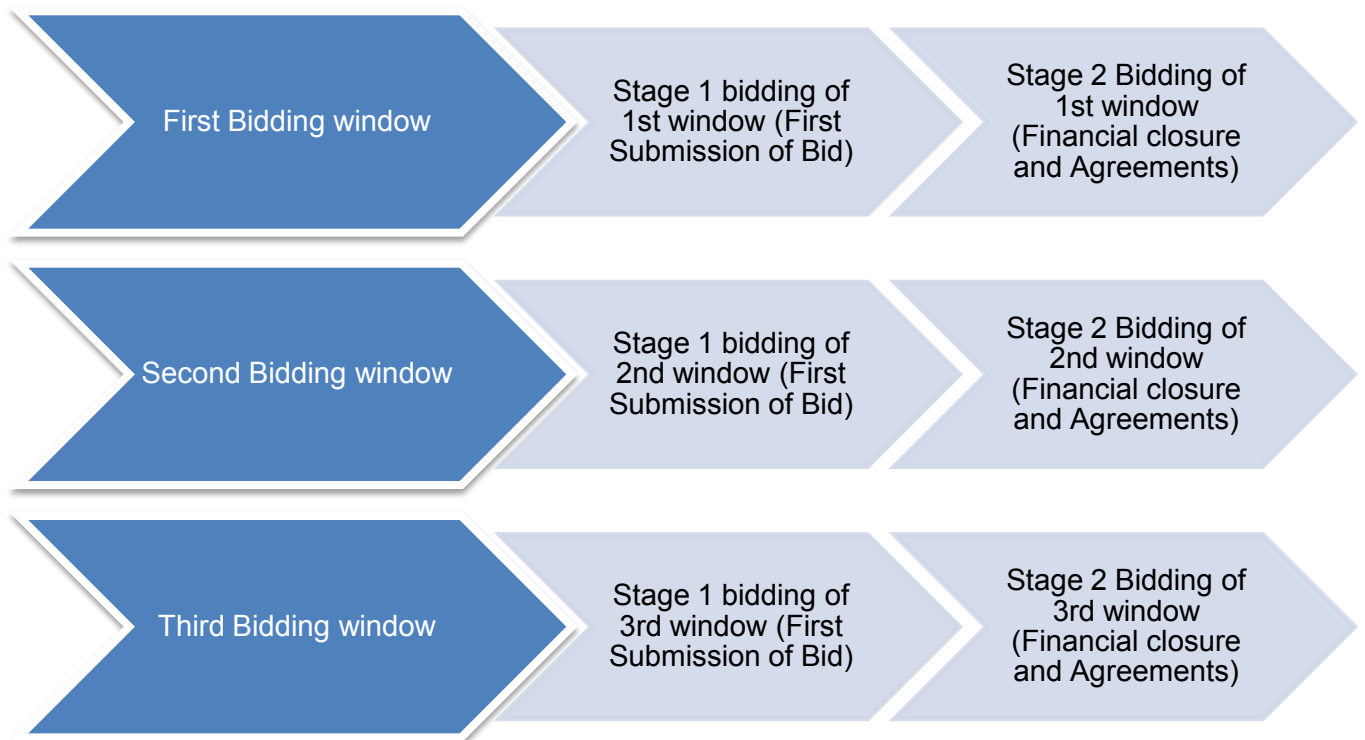 First Bidding window
Stage 1 bidding of
1st window (First
Submission of Bid)
Stage 2 Bidding of
1st window
(Financial closure
and Agreements)
Second Bidding window
Stage 1 bidding of
2nd window (First
Submission of Bid)
Stage 2 Bidding of
2nd window
(Financial closure
and Agreements)
Third Bidding window
Stage 1 bidding of
3rd window (First
Submission of Bid)
Stage 2 Bidding of
3rd window
(Financial closure
and Agreements)